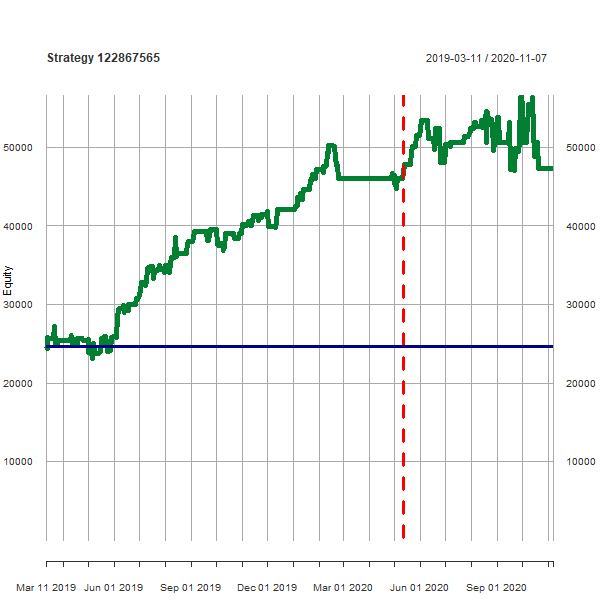 Strategy 122867565
2019-03-11 / 2020-11-07
50000
50000
40000
40000
Equity
30000
30000
20000
20000
10000
10000
Mar 11 2019
Jun 01 2019
Sep 01 2019
Dec 01 2019
Mar 01 2020
Jun 01 2020
Sep 01 2020